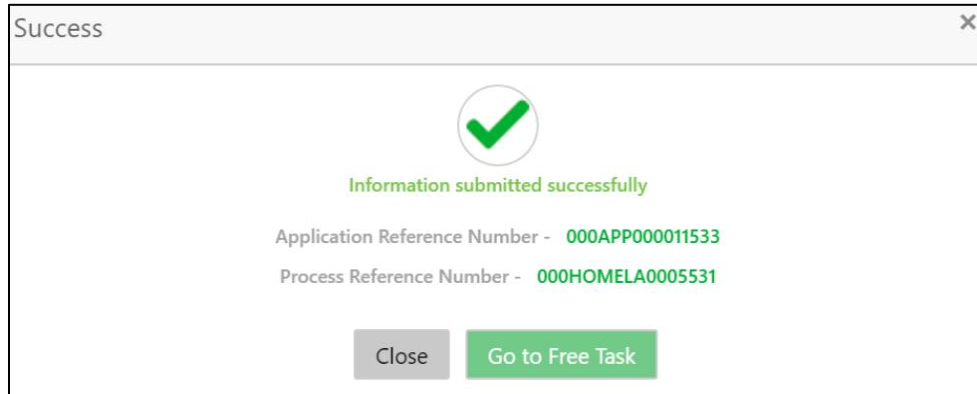 Success
Information submitted successfully
Application Reference Number - 000APP000011533
Process Reference Number - 000HOMELA0005531
Close Go to Free Task